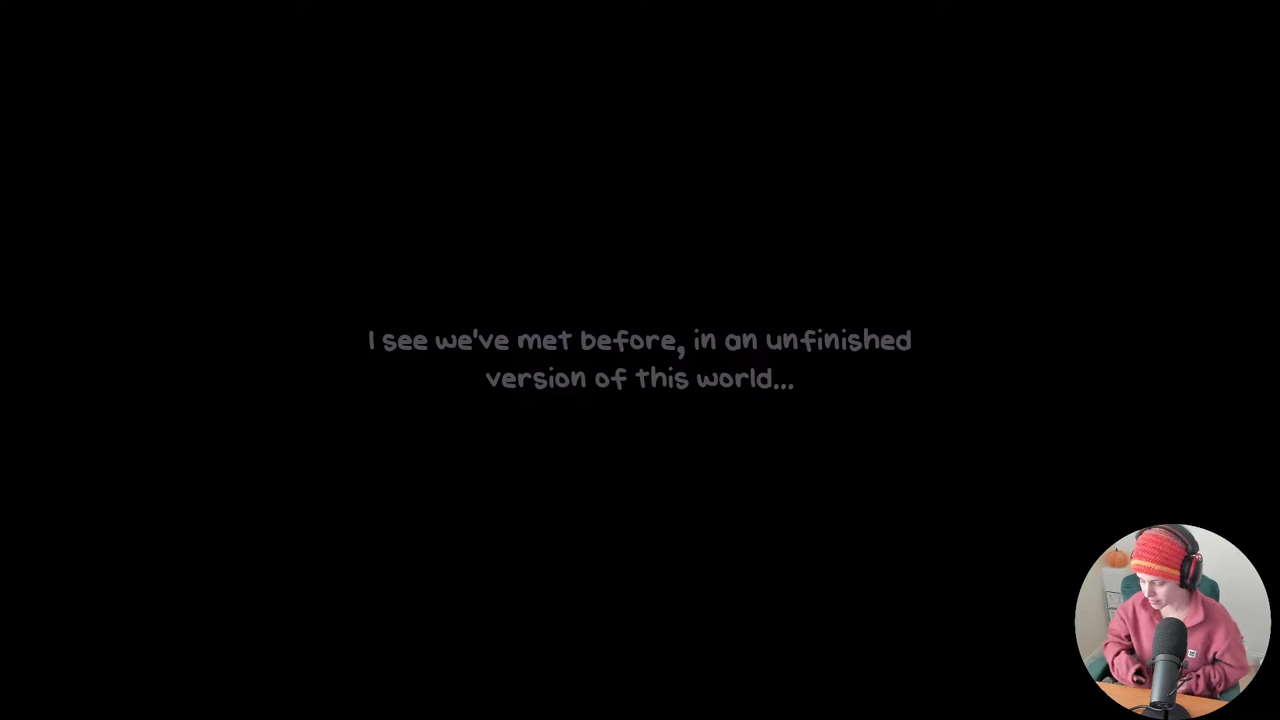 I see we've met before, in an unfinished
version of this world...